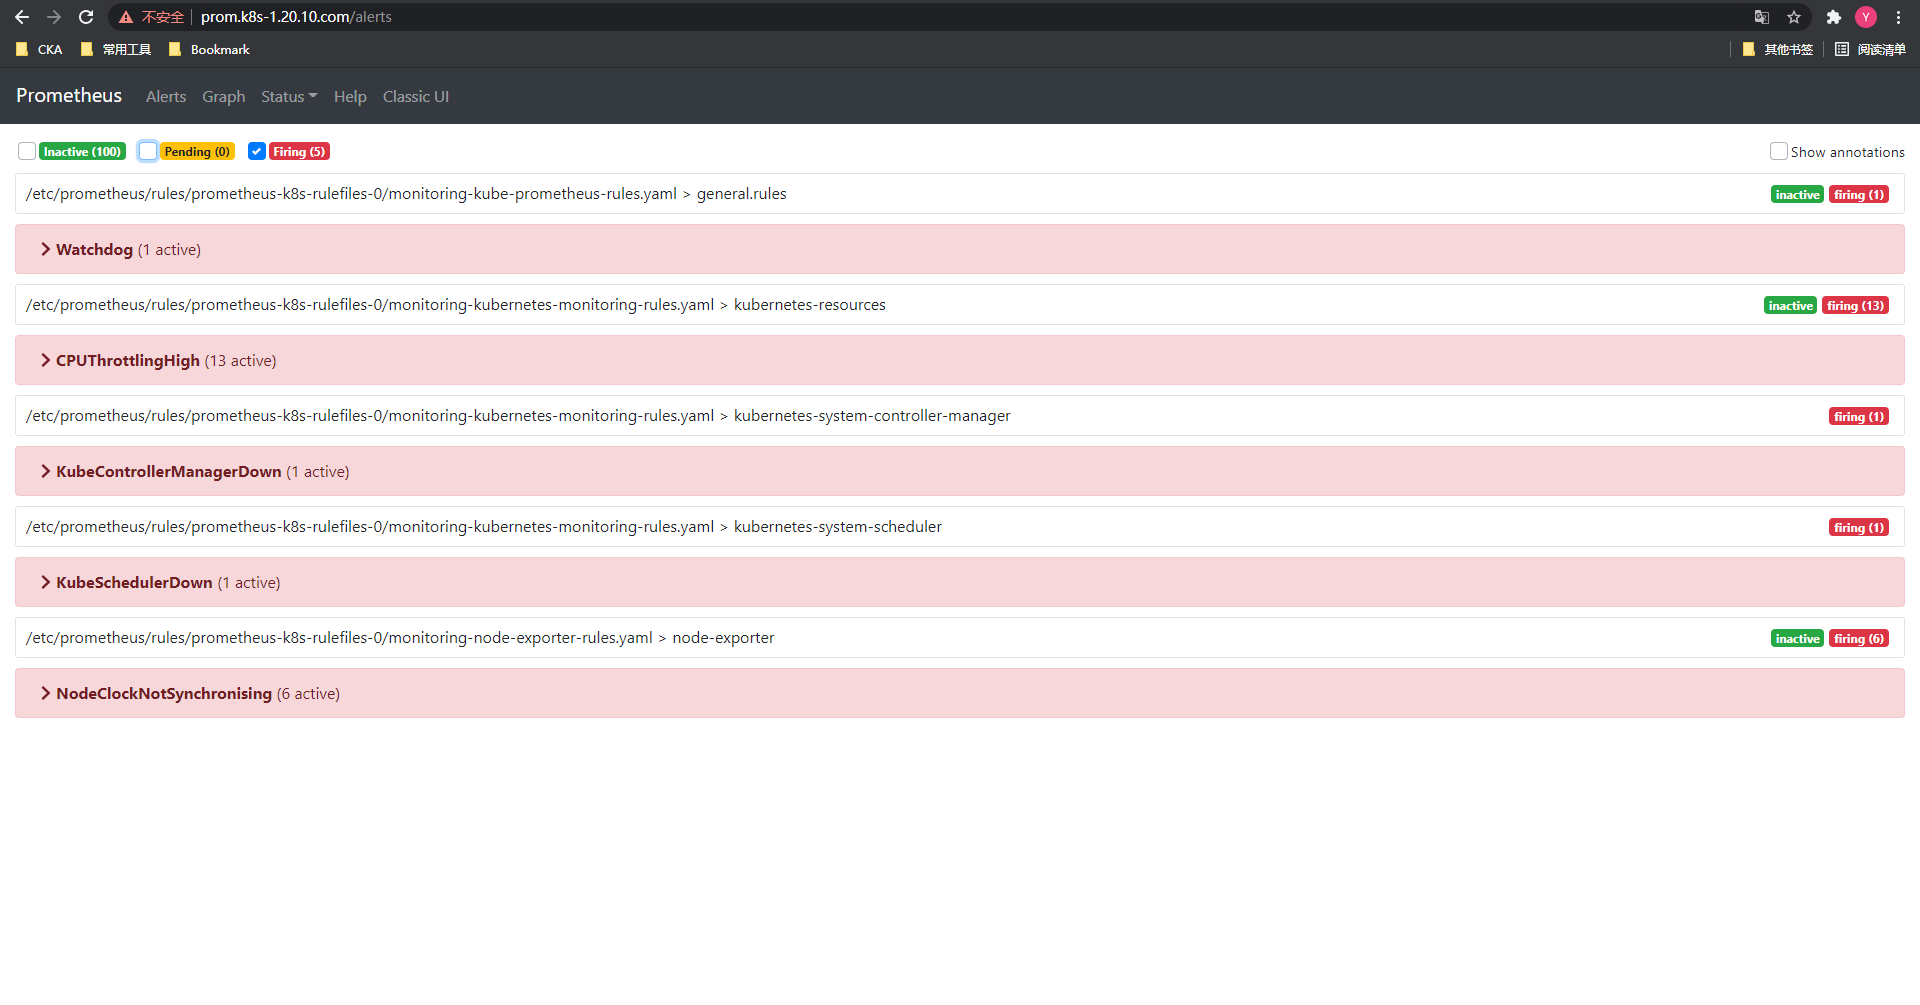 不安全 prom.k8s-1.20.10.com/alerts Y
CKA 常用工具 Bookmark 其他书签 阅读清单
Prometheus Alerts Graph Status Help Classic UI
Inactive (100) Pending (0) Firing (5) Show annotations
/etc/prometheus/rules/prometheus-k8s-rulefiles-0/monitoring-kube-prometheus-rules.yaml > general.rules inactive firing (1)
Watchdog (1 active)
/etc/prometheus/rules/prometheus-k8s-rulefiles-0/monitoring-kubernetes-monitoring-rules.yaml > kubernetes-resources inactive firing (13)
CPUThrottlingHigh (13 active)
/etc/prometheus/rules/prometheus-k8s-rulefiles-0/monitoring-kubernetes-monitoring-rules.yaml > kubernetes-system-controller-manager firing (1)
KubeControllerManagerDown (1 active)
/etc/prometheus/rules/prometheus-k8s-rulefiles-0/monitoring-kubernetes-monitoring-rules.yaml > kubernetes-system-scheduler firing (1)
KubeSchedulerDown (1 active)
/etc/prometheus/rules/prometheus-k8s-rulefiles-0/monitoring-node-exporter-rules.yaml > node-exporter inactive firing (6)
NodeClockNotSynchronising (6 active)